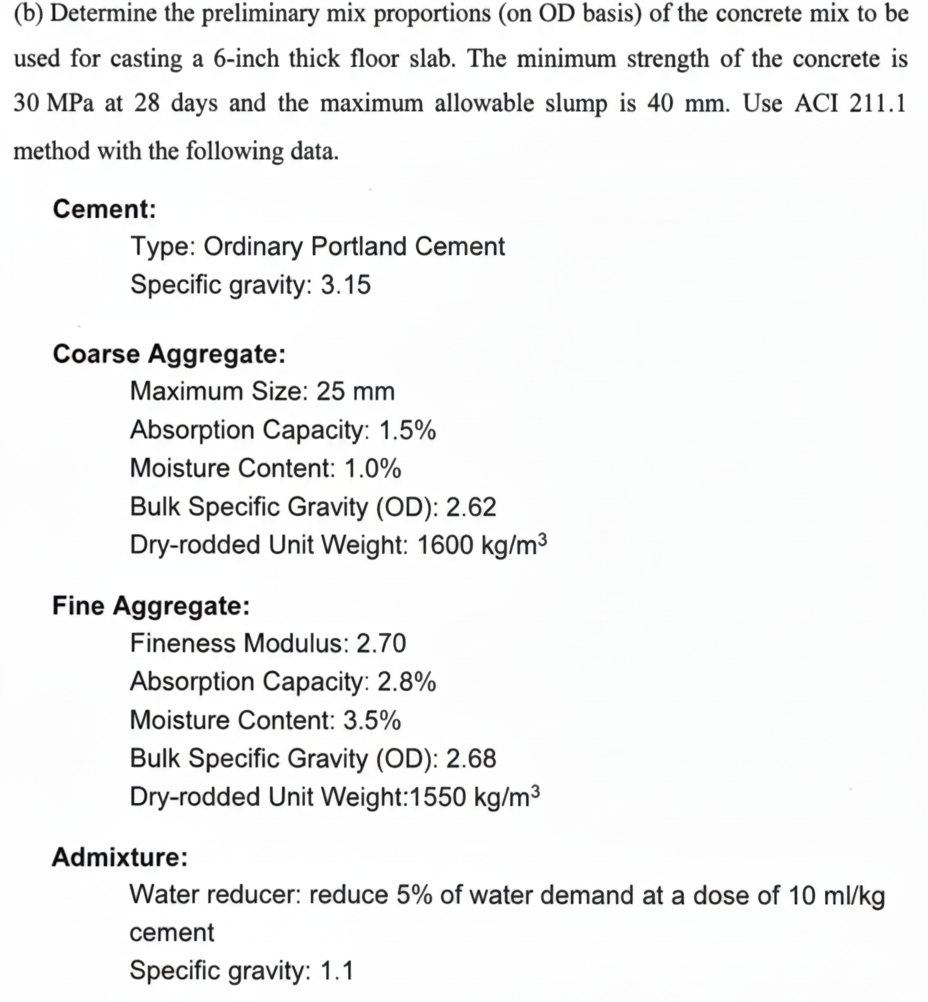 (b) Determine the preliminary mix proportions (on OD basis) of the concrete mix to be
used for casting a 6-inch thick floor slab. The minimum strength of the concrete is
30 MPa at 28 days and the maximum allowable slump is 40 mm. Use ACI 211.1
method with the following data.
Cement:
Type: Ordinary Portland Cement
Specific gravity: 3.15
Coarse Aggregate:
Maximum Size: 25 mm
Absorption Capacity: 1.5%
Moisture Content: 1.0%
Bulk Specific Gravity (OD): 2.62
Dry-rodded Unit Weight: 1600 kg/m³
Fine Aggregate:
Fineness Modulus: 2.70
Absorption Capacity: 2.8%
Moisture Content: 3.5%
Bulk Specific Gravity (OD): 2.68
Dry-rodded Unit Weight:1550 kg/m³
Admixture:
Water reducer: reduce 5% of water demand at a dose of 10 ml/kg
cement
Specific gravity: 1.1